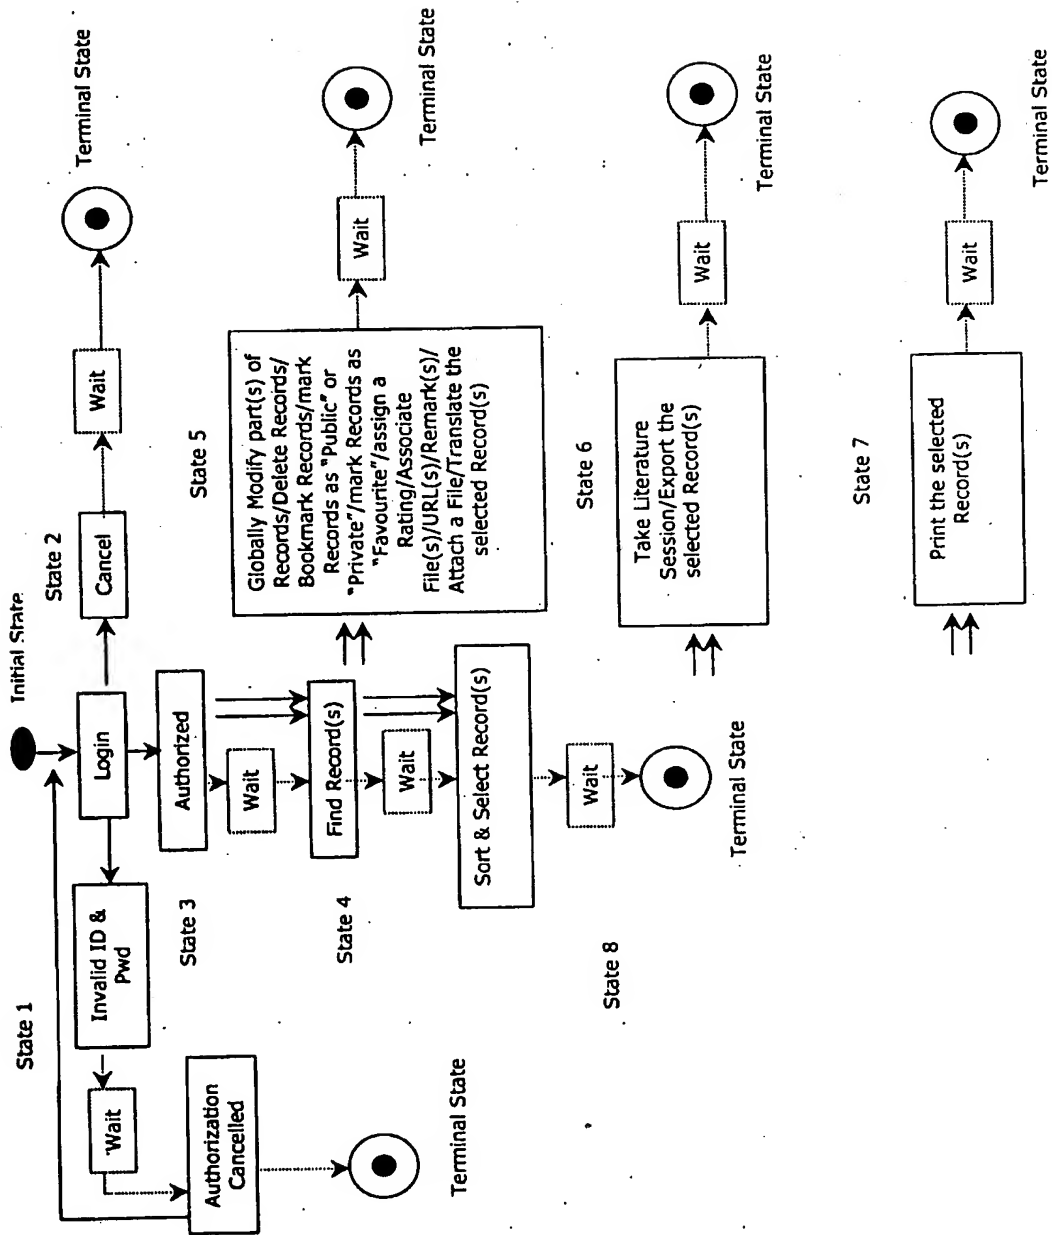 State 1
Initial State
State 2
Terminal State
Wait
Invalid ID &
Pwd
Login
Cancel
Wait
Authorization
Cancelled
State 3
Authorized
State 5
Wait
Globally Modify part(s) of
Records/Delete Records/
Bookmark Records/mark
Records as "Public" or
"Private"/mark Records as
"Favourite"/assign a
Rating/Associate
File(s)/URL(s)/Remark(s)/
Attach a File/Translate the
selected Record(s)
Wait
Terminal State
State 4
Find Record(s)
Wait
Terminal State
Sort & Select Record(s)
State 6
State 8
Wait
Take Literature
Session/Export the
selected Record(s)
Wait
Terminal State
Terminal State
State 7
Print the selected
Record(s)
Wait
Terminal State